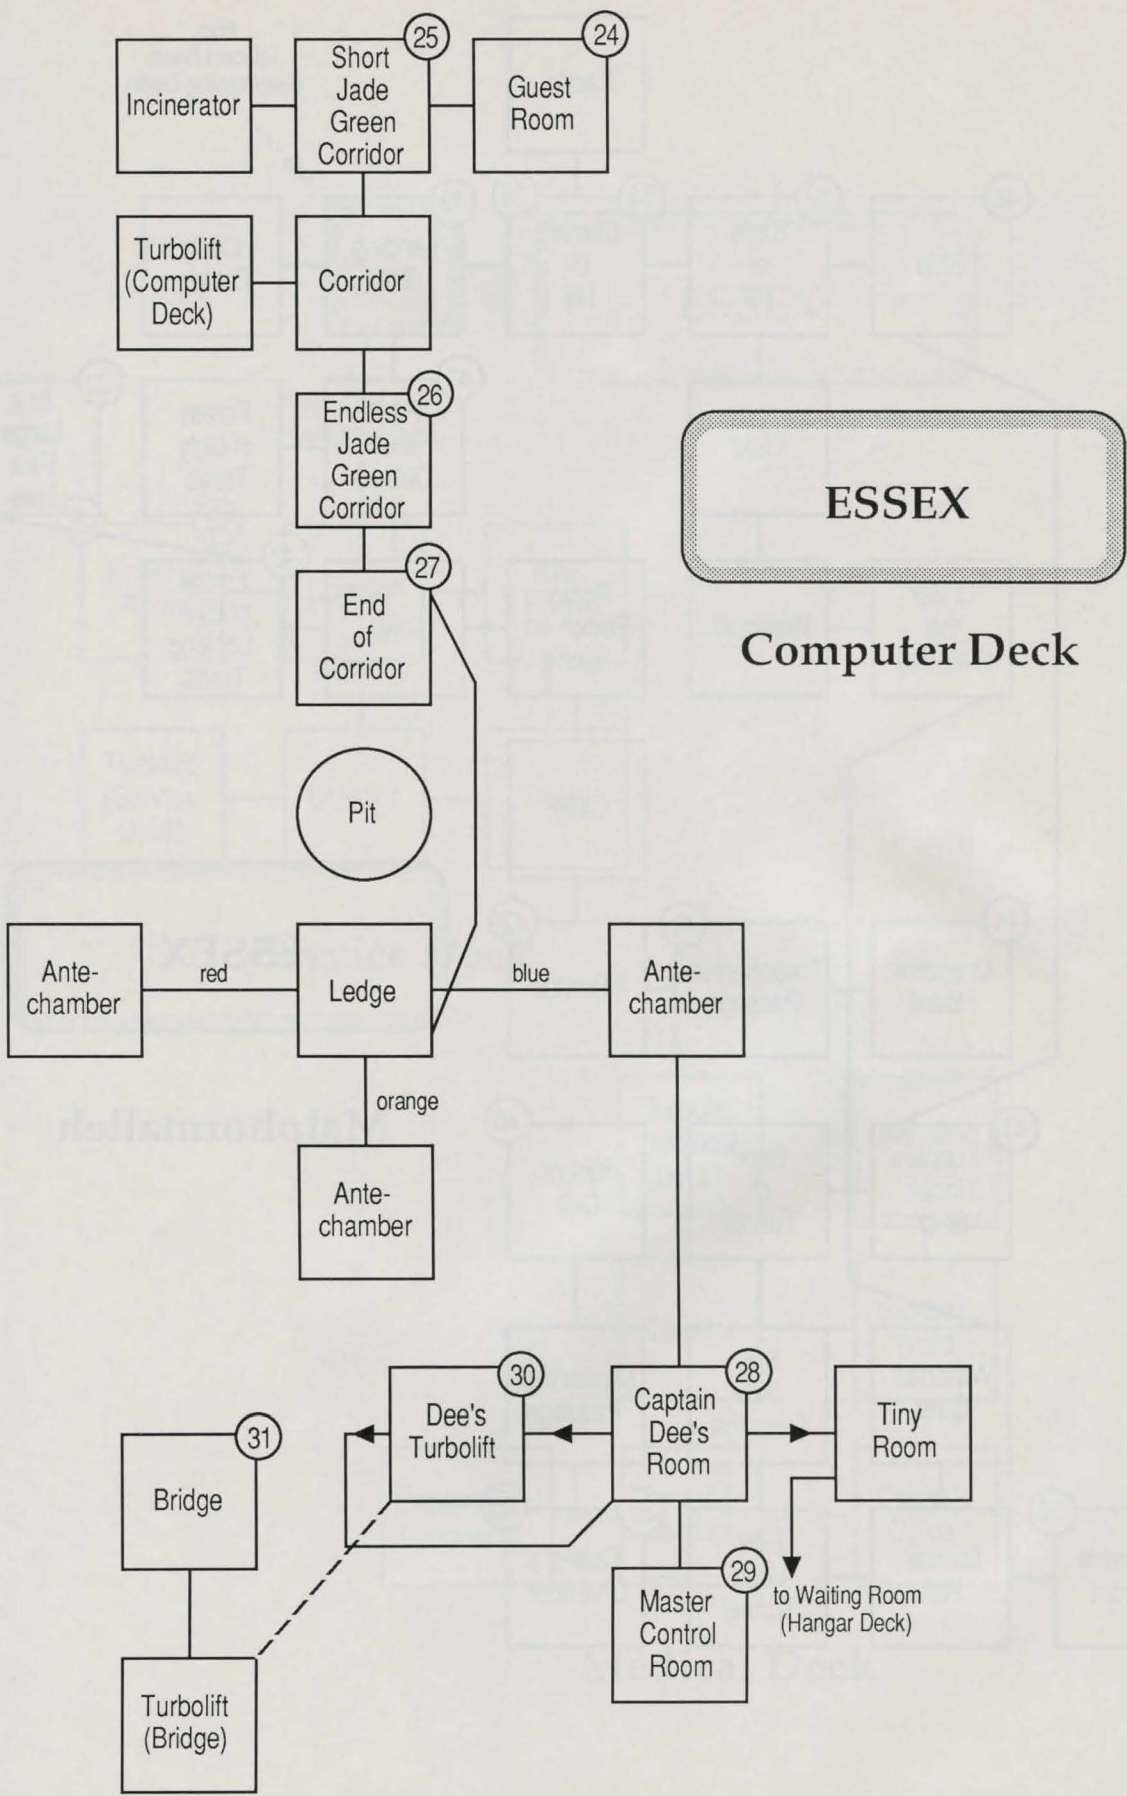 25
24
Short
Jade
Green
Corridor
Guest
Room
Incinerator
Turbolift
(Computer
Deck)
Corridor
26
Endless
Jade
Green
Corridor
ESSEX
27
End
of
Corridor
Computer Deck
Pit
Ante-
chamber
red
Ledge
blue
Ante-
chamber
orange
Ante-
chamber
30
28
Dee's
Turbolift
Captain
Dee's
Room
Tiny
Room
31
Bridge
29
Master
Control
Room
to Waiting Room
(Hangar Deck)
Turbolift
(Bridge)